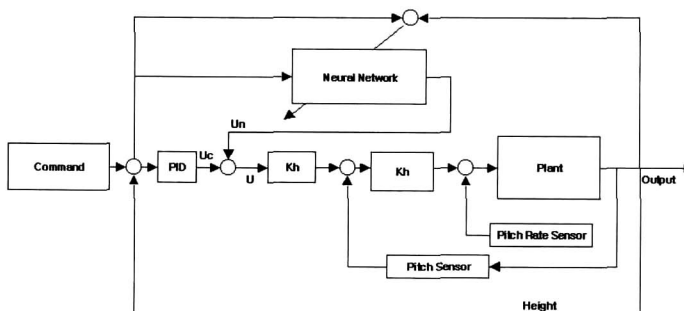 Neural Network
Un
Command
PID
Uc
U
Kh
Kh
Plant
Output
Pitch Rate Sensor
Pitch Sensor
Height